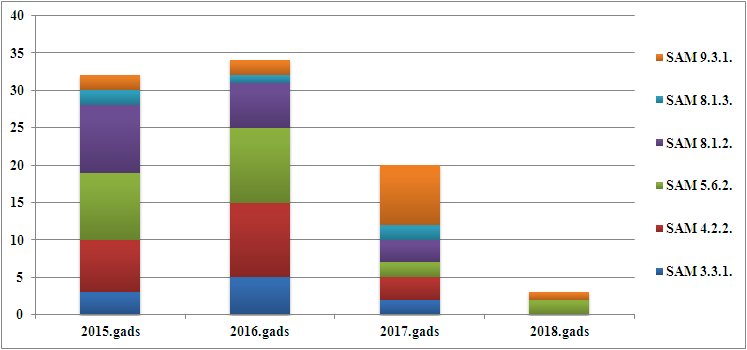 40
35
30
25
20
15
10
5
0
2015.gads
2016.gads
2017.gads
2018.gads
SAM 9.3.1.
SAM 8.1.3.
SAM 8.1.2.
SAM 5.6.2.
SAM 4.2.2.
SAM 3.3.1.